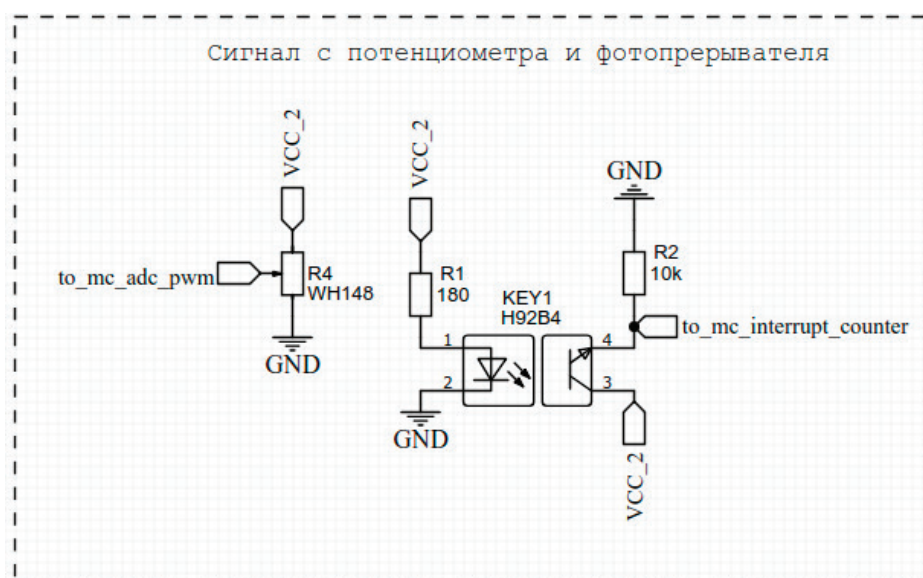 Сигнал с потенциометра и фотопрерывателя
VCC_2
VCC_2
GND
to_mc_adc_pwm
R4
WH148
R1
180
R2
10k
KEY1
H92B4
1
2
4
3
to_mc_interrupt_counter
GND
GND
VCC_2